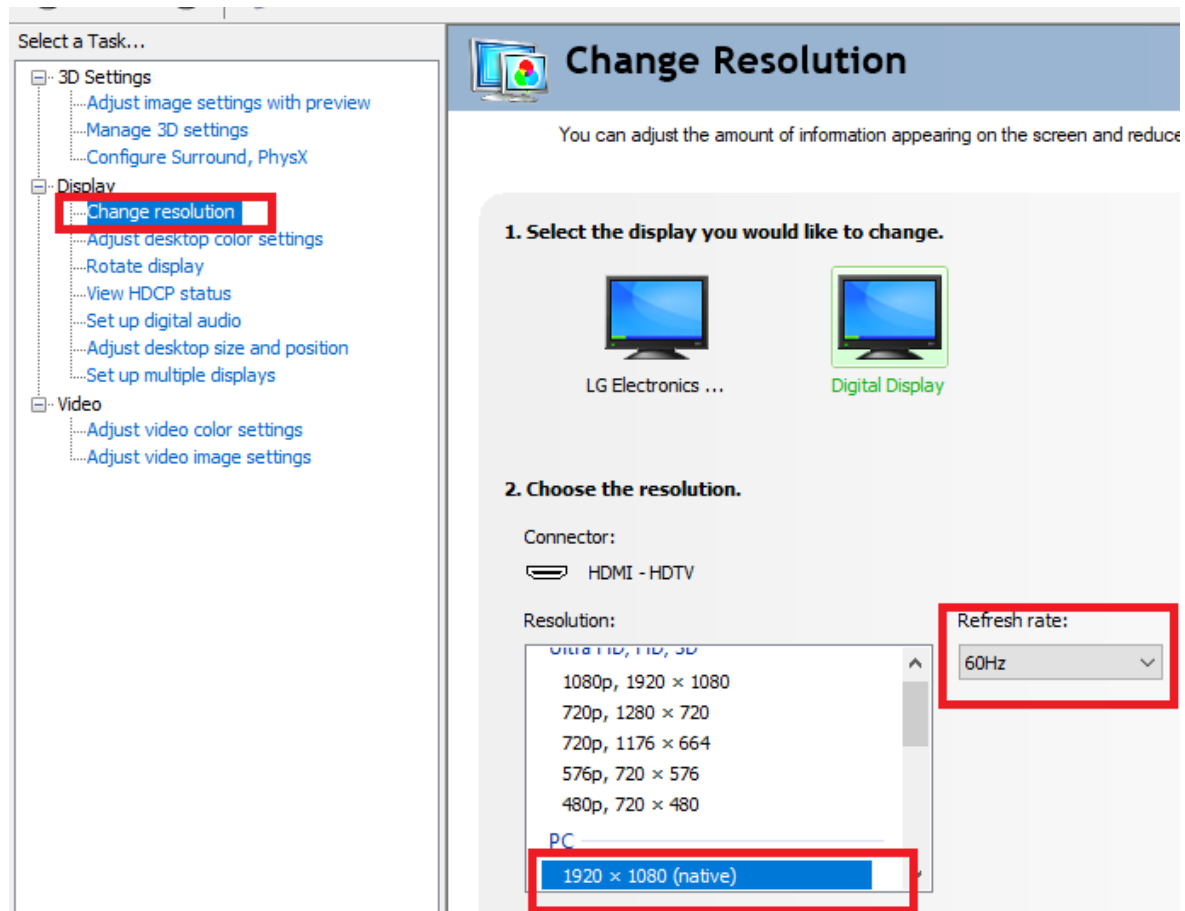 Select a Task...
3D Settings
Adjust image settings with preview
Manage 3D settings
Configure Surround, PhysX
Display
Change resolution
Adjust desktop color settings
Rotate display
View HDCP status
Set up digital audio
Adjust desktop size and position
Set up multiple displays
Video
Adjust video color settings
Adjust video image settings
Change Resolution
You can adjust the amount of information appearing on the screen and reduce
1. Select the display you would like to change.
LG Electronics ...
Digital Display
2. Choose the resolution.
Connector:
HDMI - HDTV
Resolution:
Ultra HD, HD, SD
1080p, 1920 × 1080
720p, 1280 × 720
720p, 1176 × 664
576p, 720 × 576
480p, 720 × 480
PC
1920 × 1080 (native)
Refresh rate:
60Hz